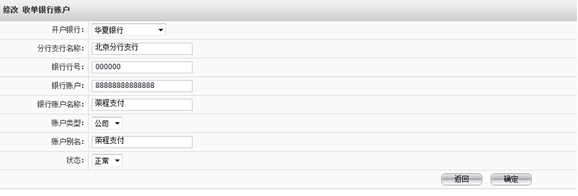 修改 收单银行账户
开户银行: 华夏银行
分行支行名称: 北京分行支行
银行行号: 000000
银行账户: 88888888888888
银行账户名称: 荣程支付
账户类型: 公司
账户别名: 荣程支付
状态: 正常
返回 确定